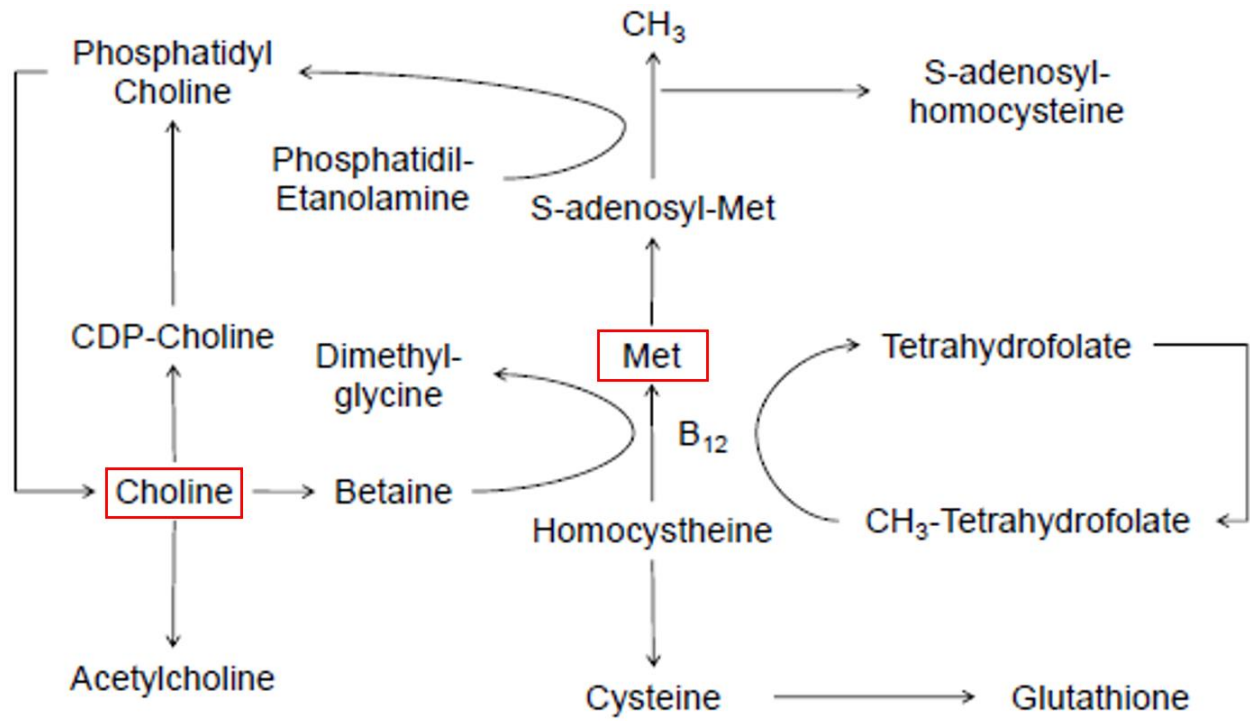 CH₃
Phosphatidyl
Choline
S-adenosyl-
homocysteine
Phosphatidil-
Etanolamine
S-adenosyl-Met
CDP-Choline
Dimethyl-
glycine
Met
Tetrahydrofolate
B₁₂
Choline
Betaine
Homocystheine
CH₃-Tetrahydrofolate
Acetylcholine
Cysteine
Glutathione